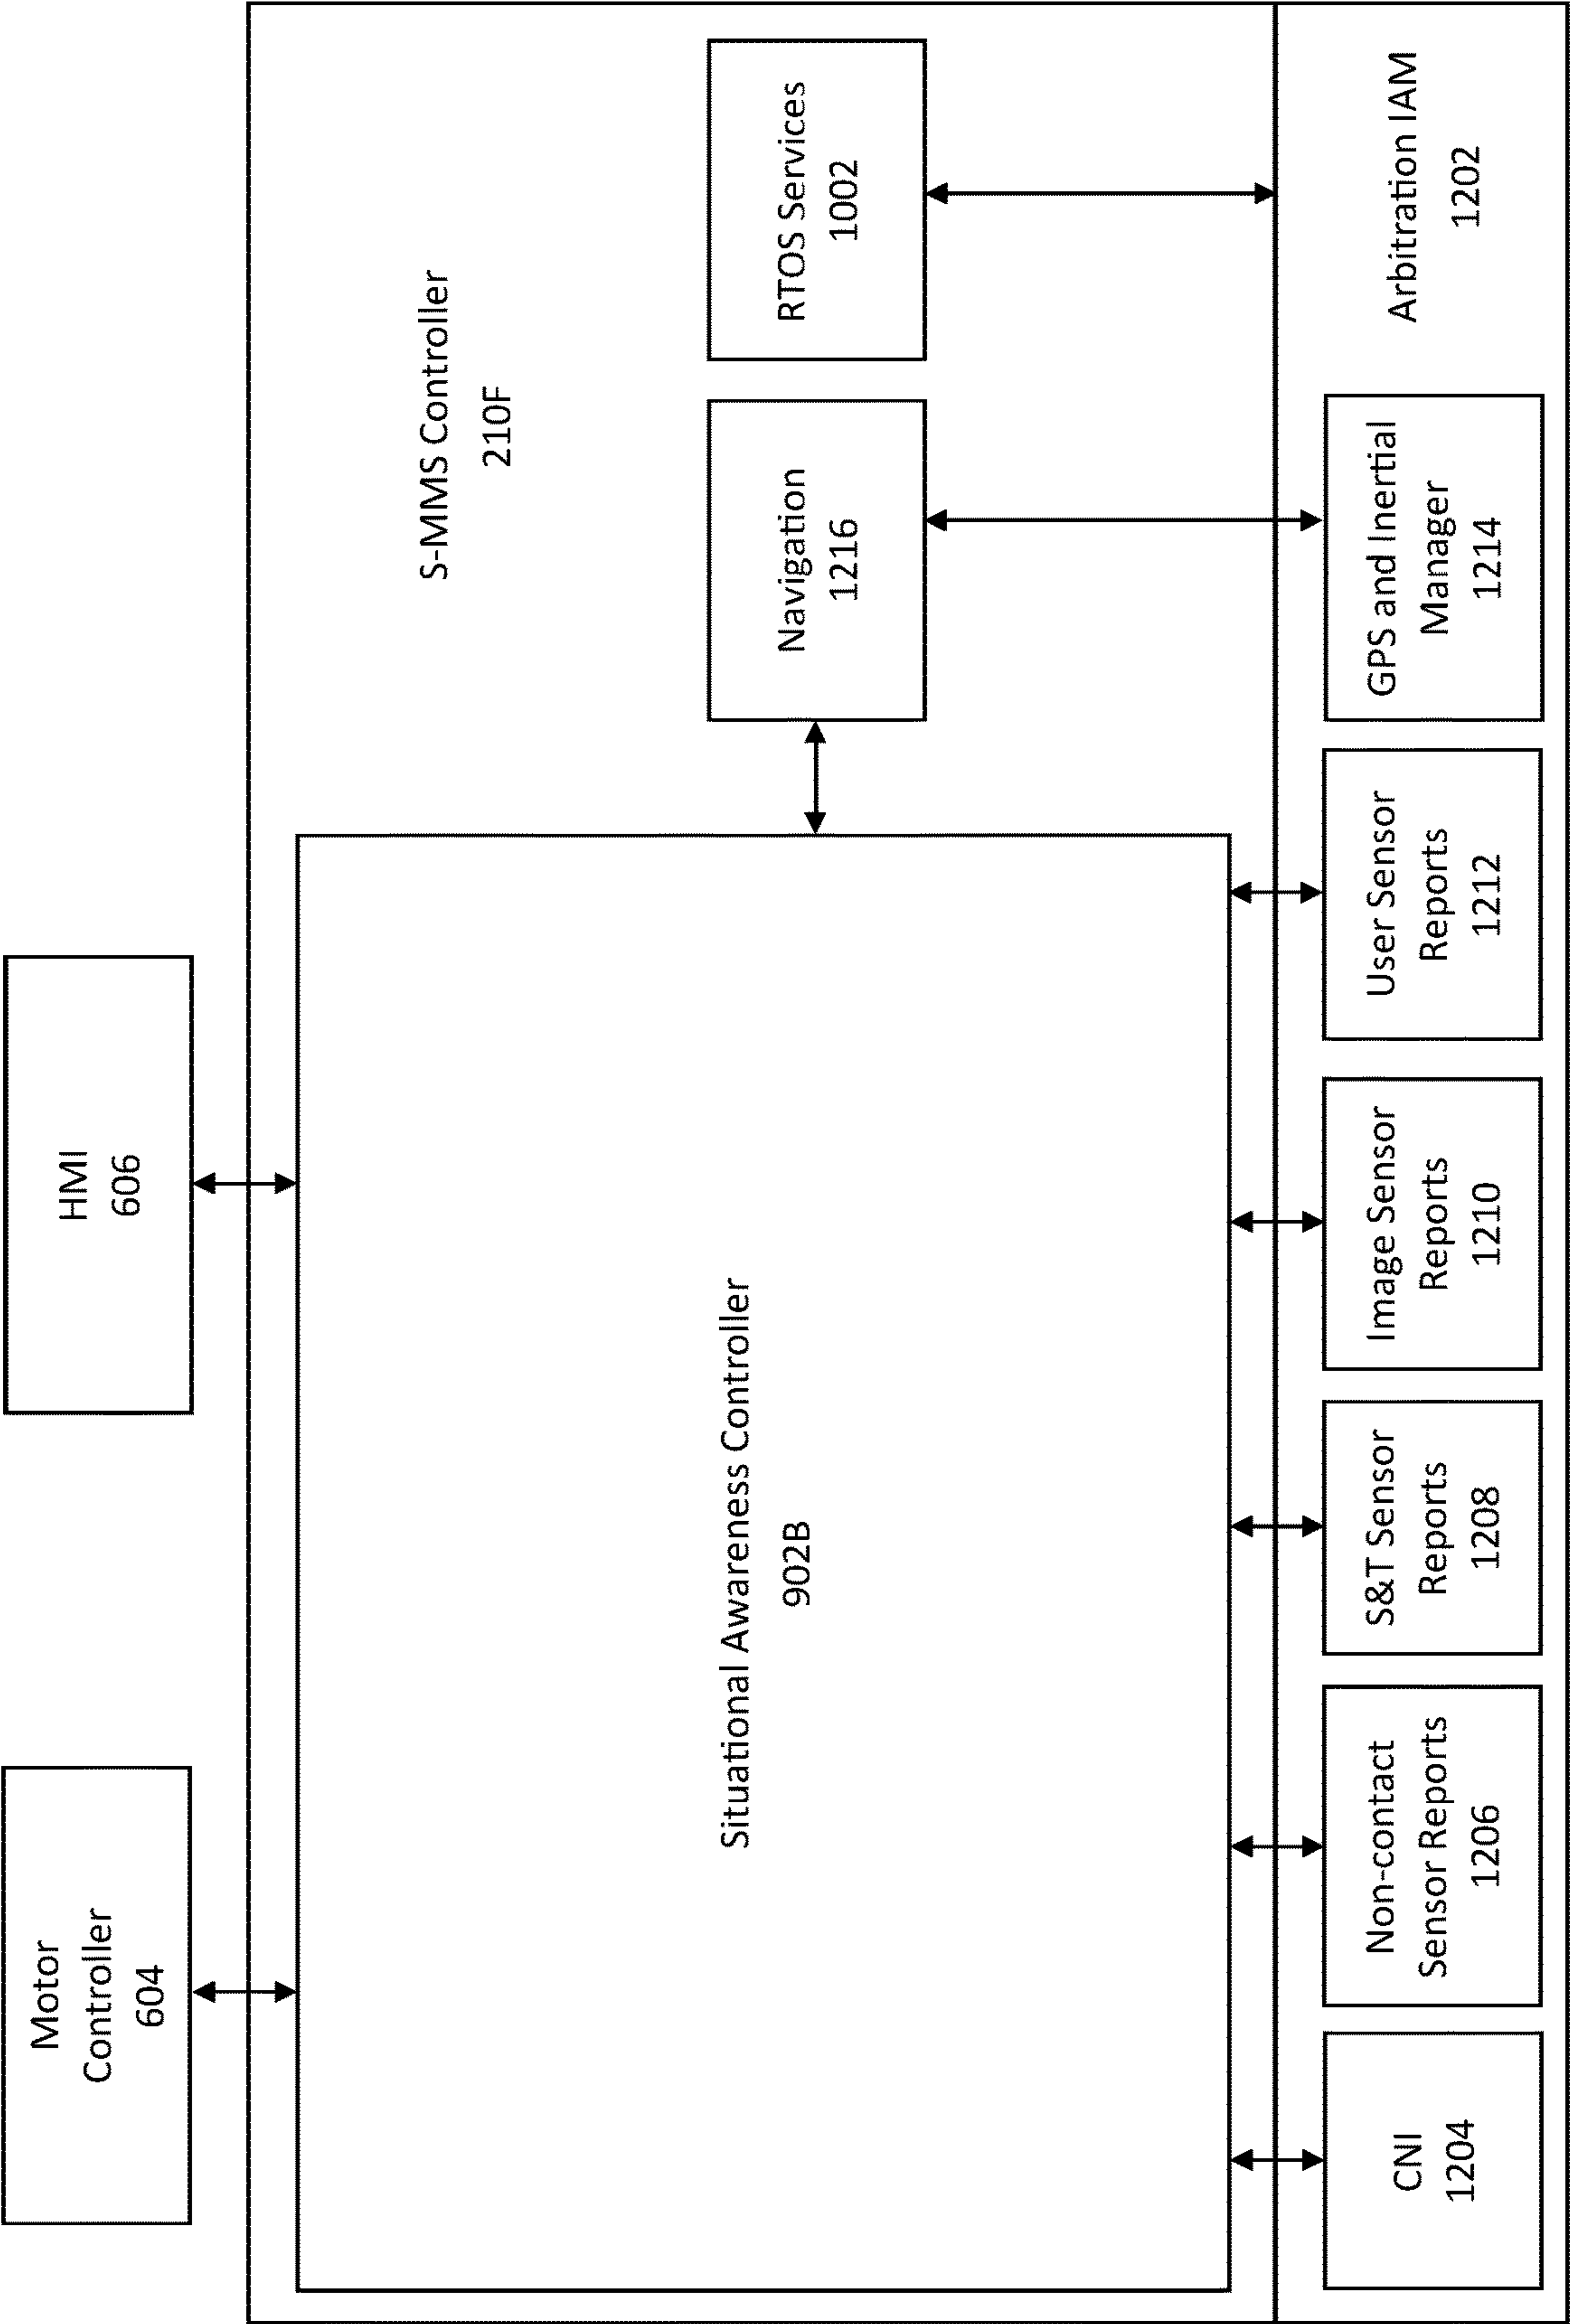 Motor
Controller
604
HMI
606
S-MMS Controller
210F
Situational Awareness Controller
902B
Navigation
1216
RTOS Services
1002
CNI
1204
Non-contact
Sensor Reports
1206
S&T Sensor
Reports
1208
Image Sensor
Reports
1210
User Sensor
Reports
1212
GPS and Inertial
Manager
1214
Arbitration IAM
1202